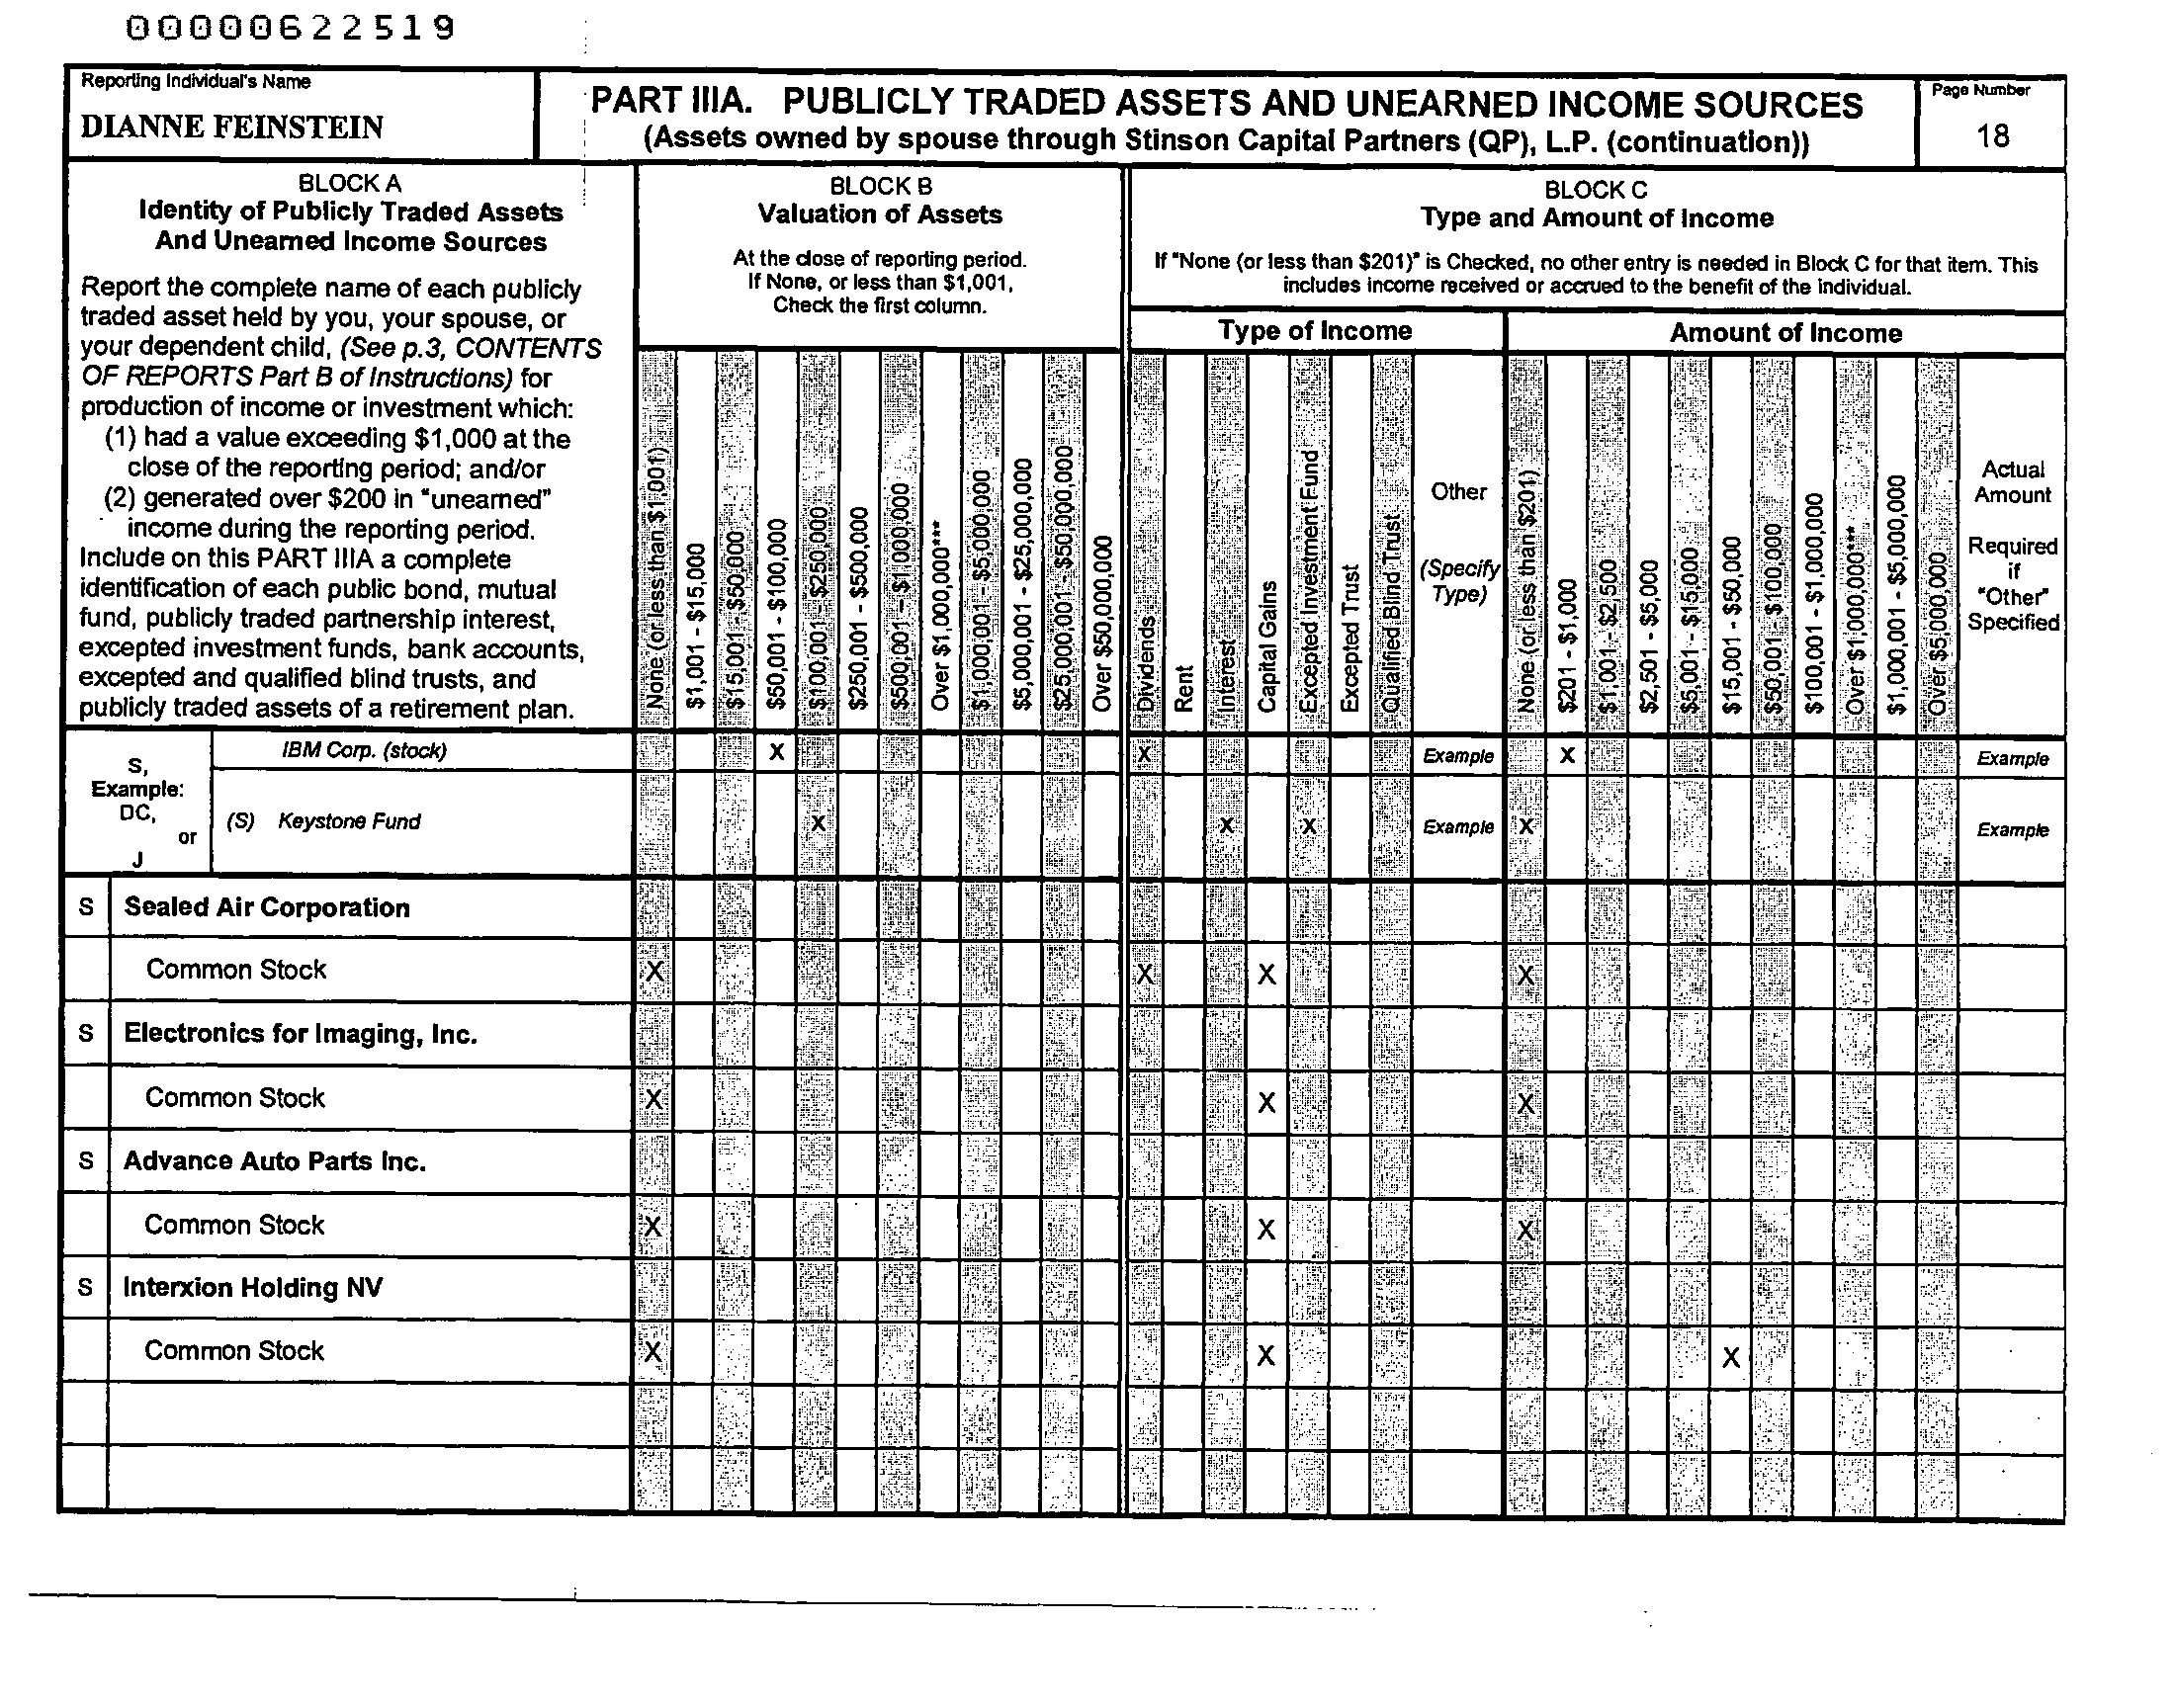 00000622519
Reporting Individual's Name
DIANNE FEINSTEIN
PART IIIA. PUBLICLY TRADED ASSETS AND UNEARNED INCOME SOURCES
(Assets owned by spouse through Stinson Capital Partners (QP), L.P. (continuation))
Page Number
18
BLOCK A
Identity of Publicly Traded Assets
And Unearned Income Sources
Report the complete name of each publicly
traded asset held by you, your spouse, or
your dependent child, (See p.3, CONTENTS
OF REPORTS Part B of Instructions) for
production of income or investment which:
(1) had a value exceeding $1,000 at the
close of the reporting period; and/or
(2) generated over $200 in "unearned"
income during the reporting period.
Include on this PART IIIA a complete
identification of each public bond, mutual
fund, publicly traded partnership interest,
excepted investment funds, bank accounts,
excepted and qualified blind trusts, and
publicly traded assets of a retirement plan.
BLOCK B
Valuation of Assets
At the close of reporting period.
If None, or less than $1,001,
Check the first column.
None (or less than $1,001)
$1,001 - $15,000
$15,001 - $50,000
$50,001 - $100,000
$100,001 - $250,000
$250,001 - $500,000
$500,001 - $1,000,000
Over $1,000,000***
$1,000,001 - $5,000,000
$5,000,001 - $25,000,000
$25,000,001 - $50,000,000
Over $50,000,000
BLOCK C
Type and Amount of Income
If "None (or less than $201)" is Checked, no other entry is needed in Block C for that item. This
includes income received or accrued to the benefit of the individual.
Type of Income
Dividends
Rent
Interest
Capital Gains
Excepted Investment Fund
Excepted Trust
Qualified Blind Trust
Other
(Specify
Type)
Amount of Income
None (or less than $201)
$201 - $1,000
$1,001 - $2,500
$2,501 - $5,000
$5,001 - $15,000
$15,001 - $50,000
$50,001 - $100,000
$100,001 - $1,000,000
Over $1,000,000***
$1,000,001 - $5,000,000
Over $5,000,000
Actual
Amount
Required
if
"Other"
Specified
S,
Example:
DC,
or
J
IBM Corp. (stock) X X Example X Example
(S) Keystone Fund X X X Example X Example
S Sealed Air Corporation
Common Stock X X X X
S Electronics for Imaging, Inc.
Common Stock X X X
S Advance Auto Parts Inc.
Common Stock X X X
S Interxion Holding NV
Common Stock X X X